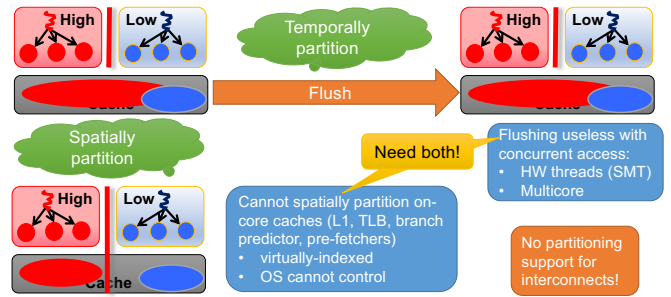 High
Low
Cache
Temporally
partition
Flush
High
Low
Cache
Spatially
partition
High
Low
Cache
Need both!
Cannot spatially partition on-
core caches (L1, TLB, branch
predictor, pre-fetchers)
• virtually-indexed
• OS cannot control
Flushing useless with
concurrent access:
• HW threads (SMT)
• Multicore
No partitioning
support for
interconnects!